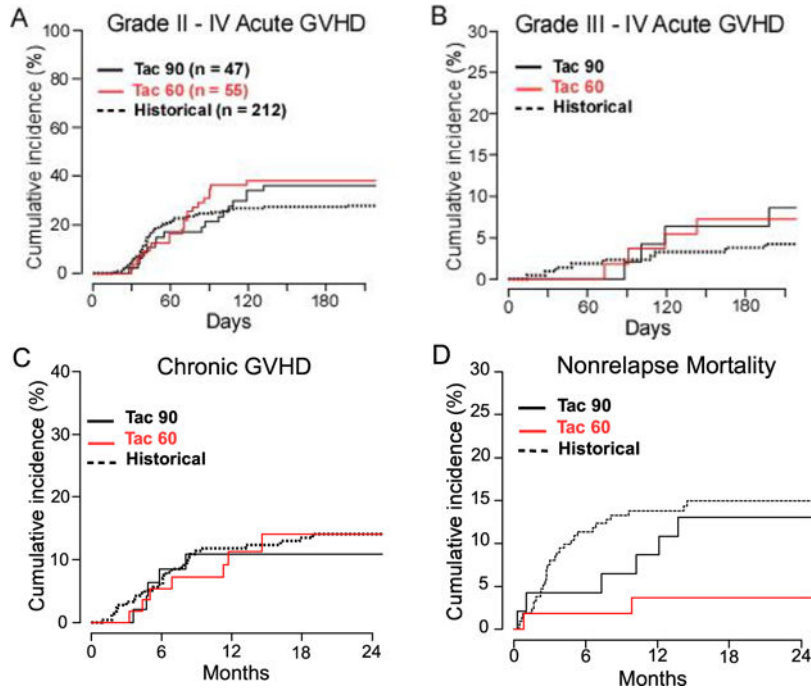 A
Grade II - IV Acute GVHD
Cumulative incidence (%)
100
80
60
40
20
0
Tac 90 (n = 47)
Tac 60 (n = 55)
Historical (n = 212)
0 60 120 180
Days
B
Grade III - IV Acute GVHD
Cumulative incidence (%)
30
25
20
15
10
5
0
Tac 90
Tac 60
Historical
0 60 120 180
Days
C
Chronic GVHD
Cumulative incidence (%)
40
30
20
10
0
Tac 90
Tac 60
Historical
0 6 12 18 24
Months
D
Nonrelapse Mortality
Cumulative incidence (%)
30
25
20
15
10
5
0
Tac 90
Tac 60
Historical
0 6 12 18 24
Months